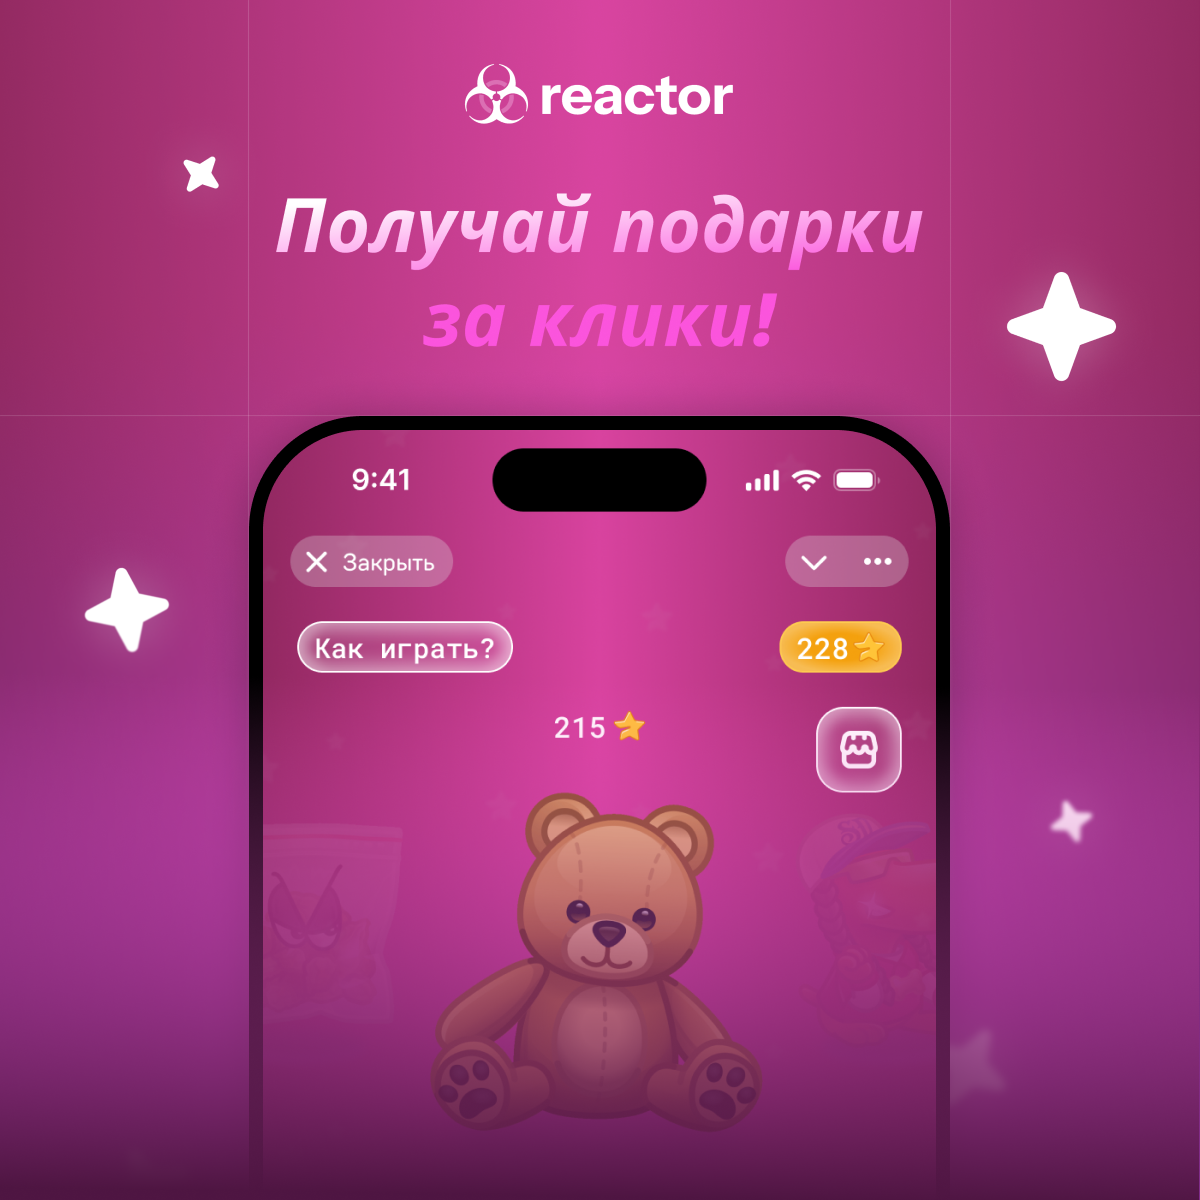 reactor
Получай подарки
за клики!
9:41
Закрыть
Как играть?
228
215